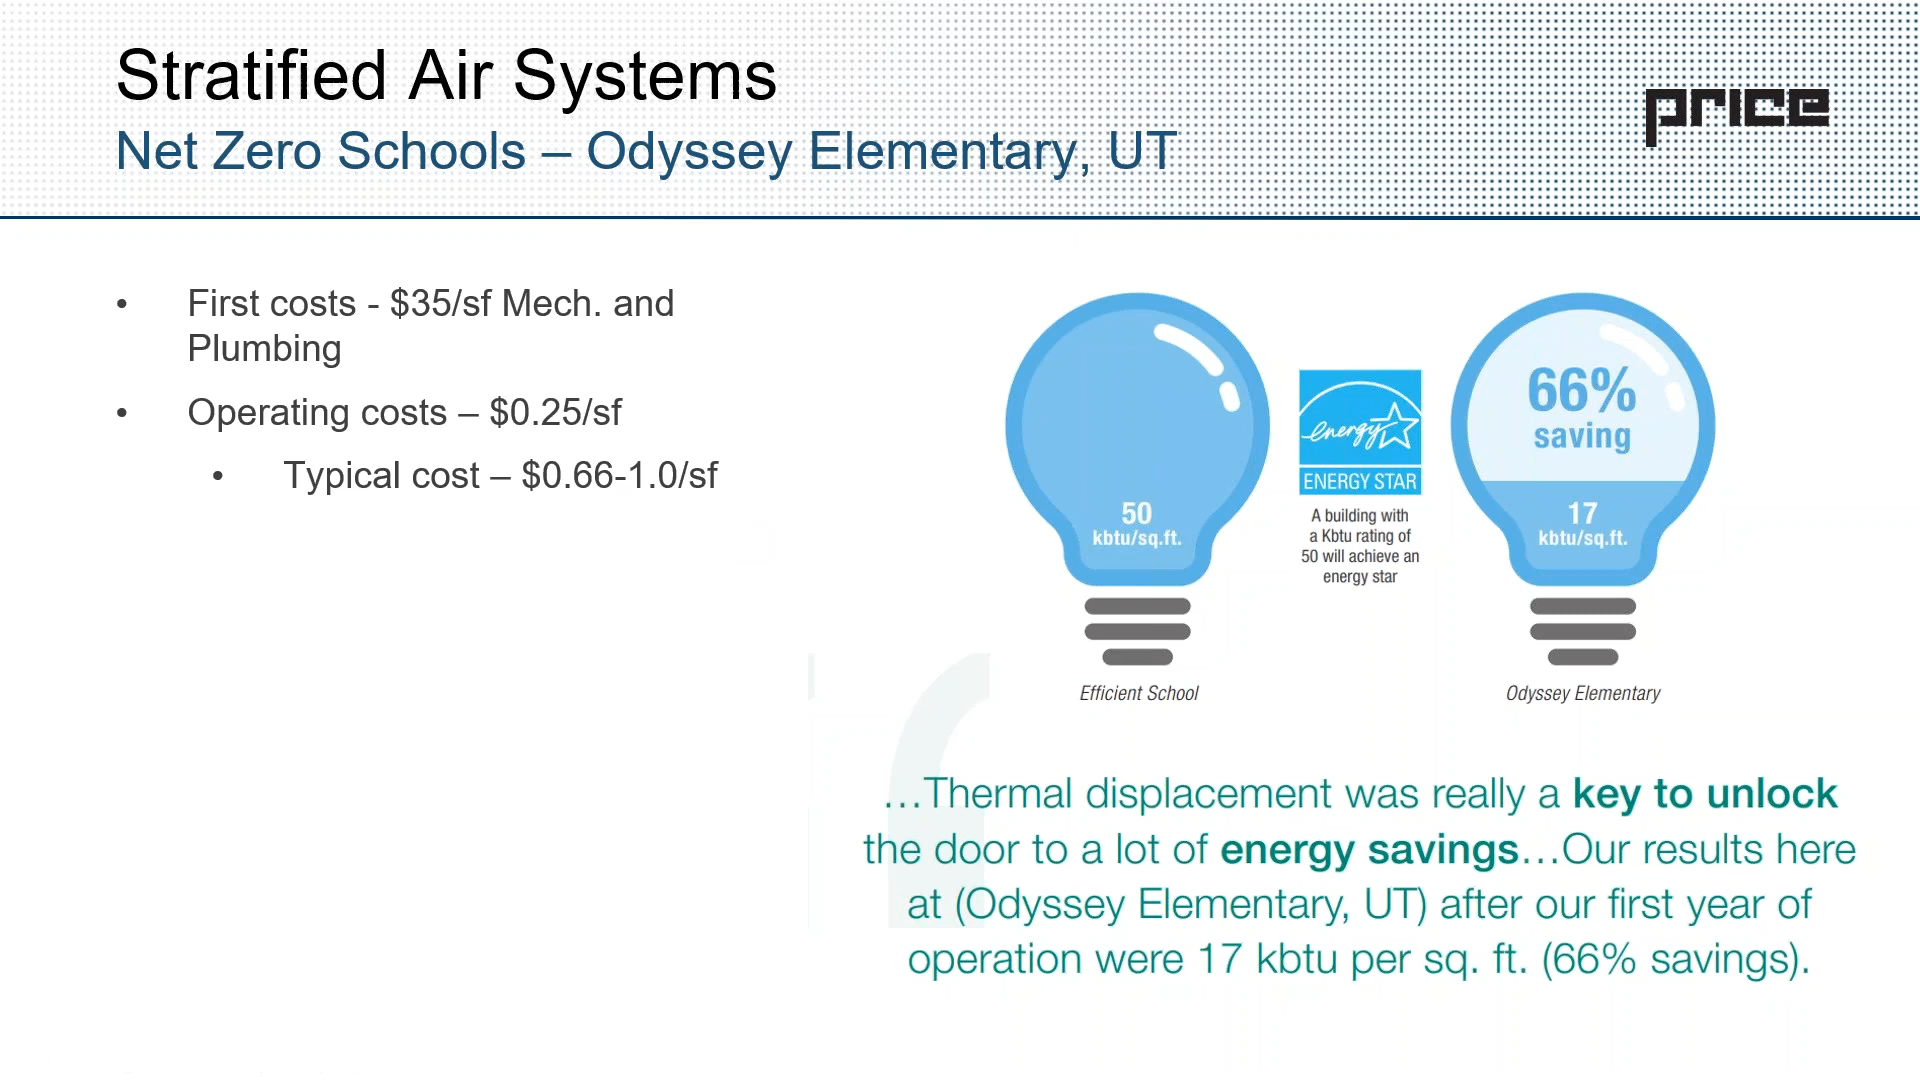 Stratified Air Systems
Net Zero Schools – Odyssey Elementary, UT
price
• First costs - $35/sf Mech. and
Plumbing
• Operating costs – $0.25/sf
• Typical cost – $0.66-1.0/sf
50
kbtu/sq.ft.
Efficient School
energy
ENERGY STAR
A building with
a Kbtu rating of
50 will achieve an
energy star
66%
saving
17
kbtu/sq.ft.
Odyssey Elementary
…Thermal displacement was really a key to unlock
the door to a lot of energy savings…Our results here
at (Odyssey Elementary, UT) after our first year of
operation were 17 kbtu per sq. ft. (66% savings).